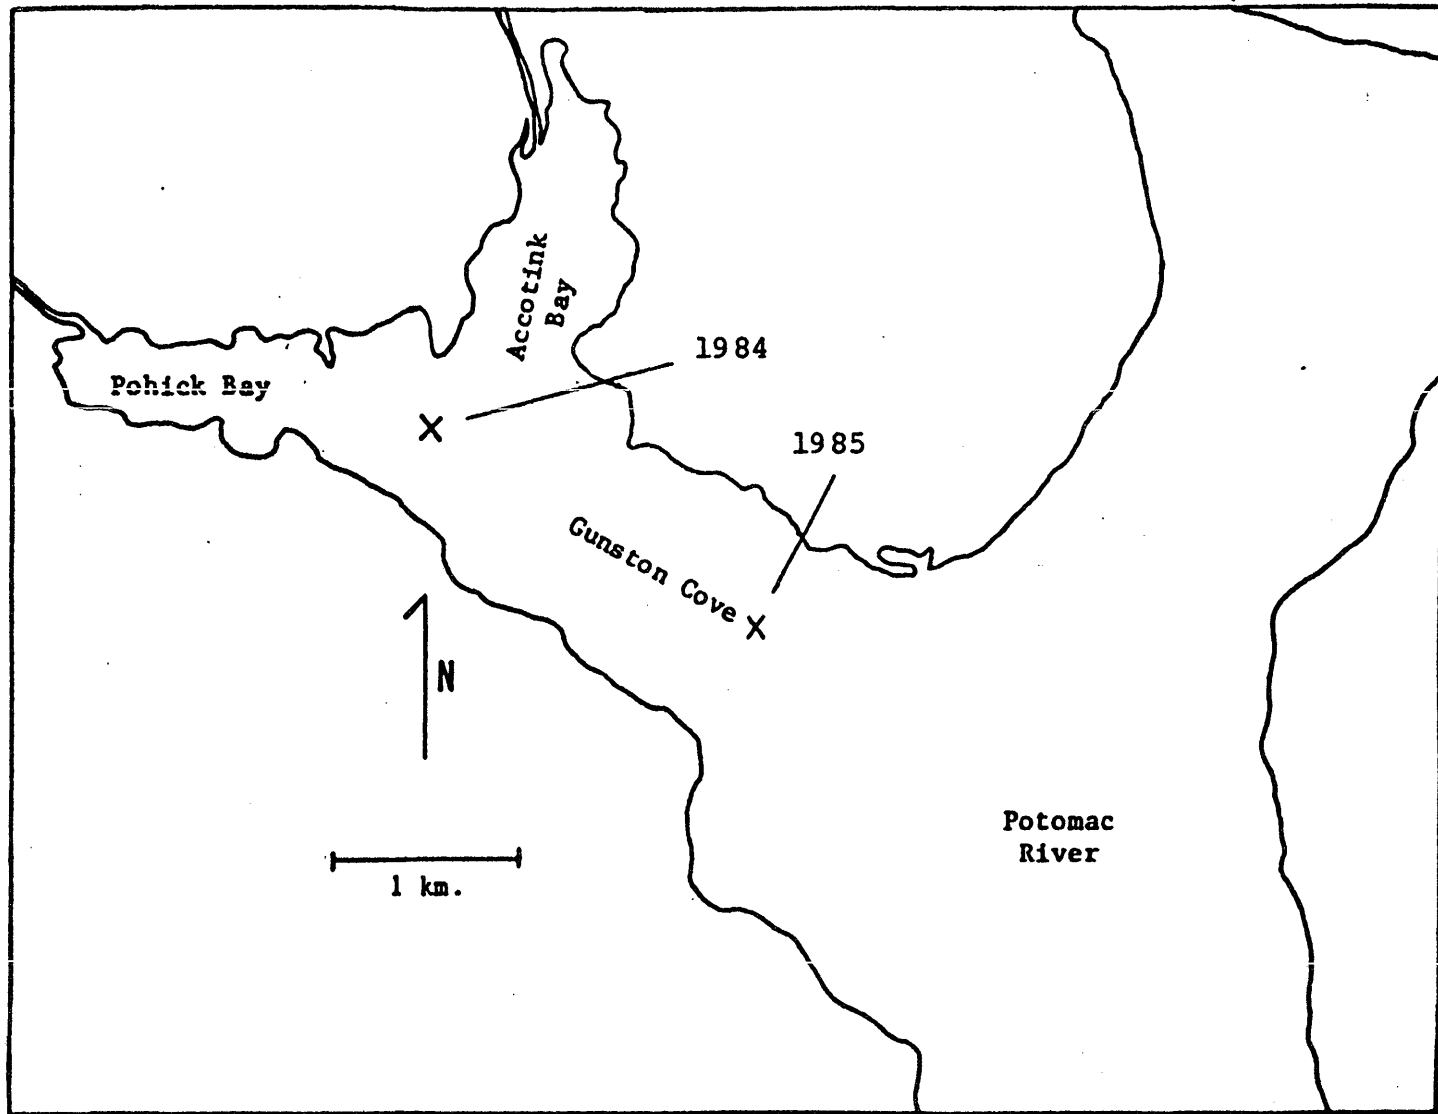 Accotink
Bay
1984
Pohick Bay
1985
Gunston Cove
N
Potomac
River
1 km.